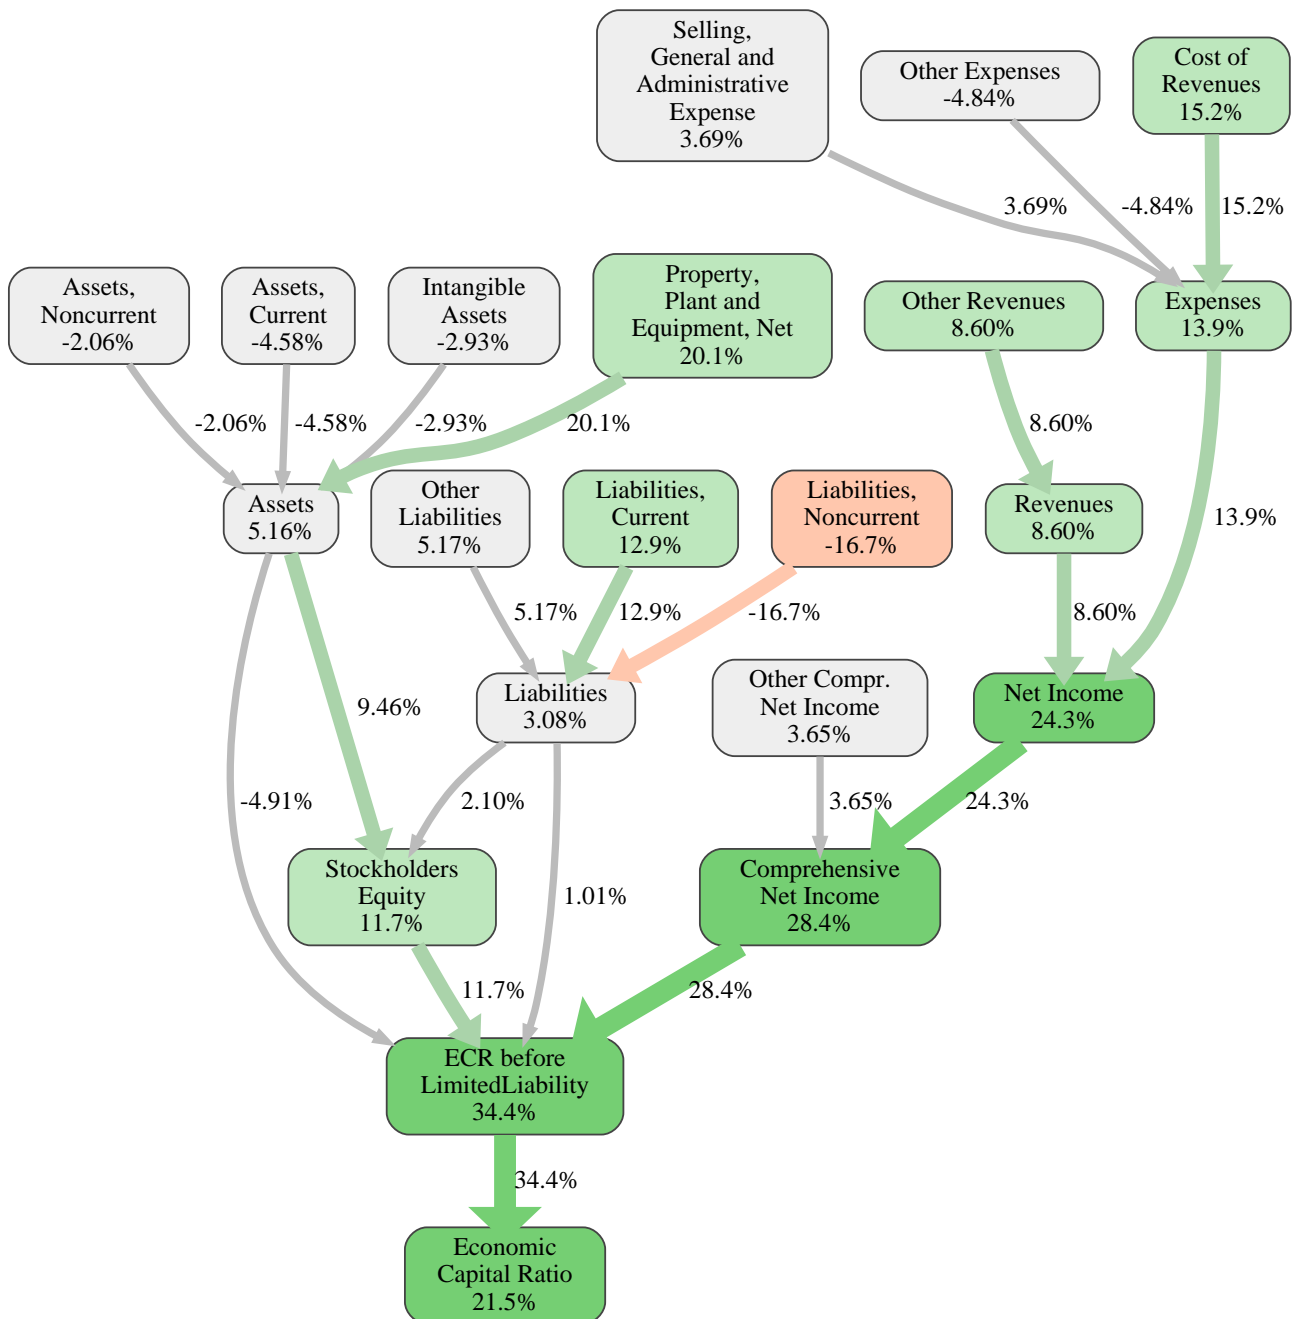 Selling,
General and
Administrative
Expense
3.69%
Other Expenses
-4.84%
Cost of
Revenues
15.2%
3.69%
-4.84%
15.2%
Assets,
Noncurrent
-2.06%
Assets,
Current
-4.58%
Intangible
Assets
-2.93%
Property,
Plant and
Equipment, Net
20.1%
Other Revenues
8.60%
Expenses
13.9%
-2.06%
-4.58%
-2.93%
20.1%
8.60%
13.9%
Assets
5.16%
Other
Liabilities
5.17%
Liabilities,
Current
12.9%
Liabilities,
Noncurrent
-16.7%
Revenues
8.60%
5.17%
12.9%
-16.7%
8.60%
9.46%
Liabilities
3.08%
Other Compr.
Net Income
3.65%
Net Income
24.3%
-4.91%
2.10%
3.65%
24.3%
Stockholders
Equity
11.7%
1.01%
Comprehensive
Net Income
28.4%
11.7%
28.4%
ECR before
LimitedLiability
34.4%
34.4%
Economic
Capital Ratio
21.5%